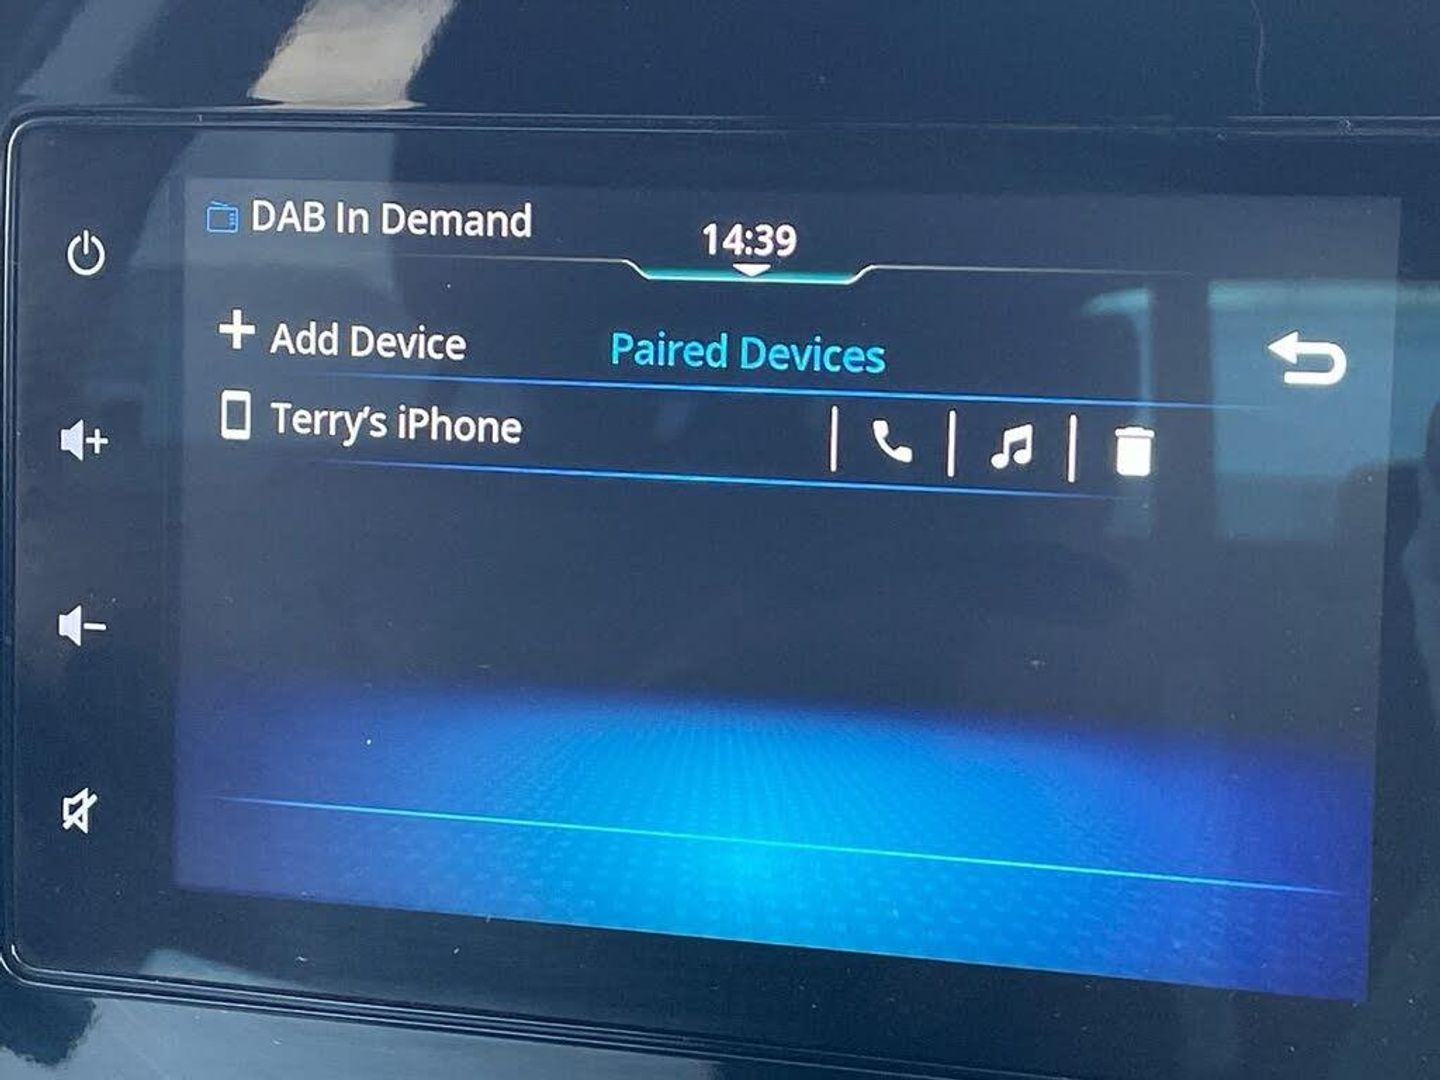 DAB In Demand
14:39
Add Device
Paired Devices
Terry's iPhone